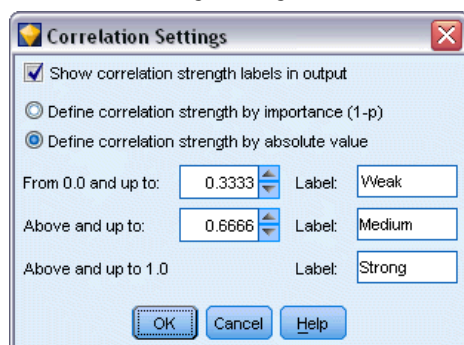 Correlation Settings
Show correlation strength labels in output
Define correlation strength by importance (1-p)
Define correlation strength by absolute value
From 0.0 and up to: 0.3333 Label: Weak
Above and up to: 0.6666 Label: Medium
Above and up to 1.0 Label: Strong
OK Cancel Help